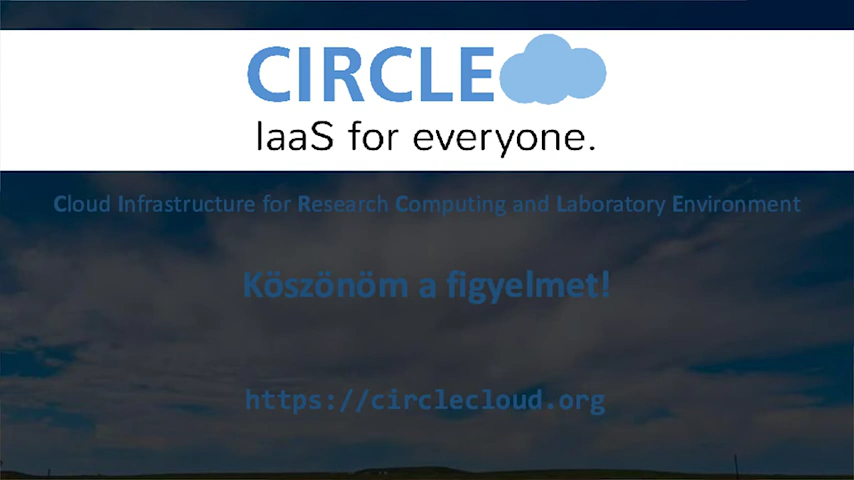 CIRCLE
IaaS for everyone.
Cloud Infrastructure for Research Computing and Laboratory Environment
Köszönöm a figyelmet!
https://circlecloud.org